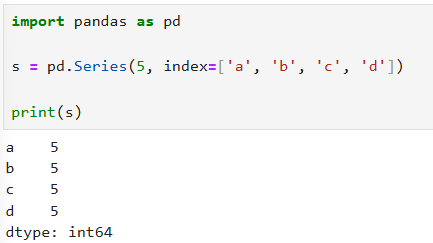 import pandas as pd
s = pd.Series(5, index=['a', 'b', 'c', 'd'])
print(s)
a    5
b    5
c    5
d    5
dtype: int64